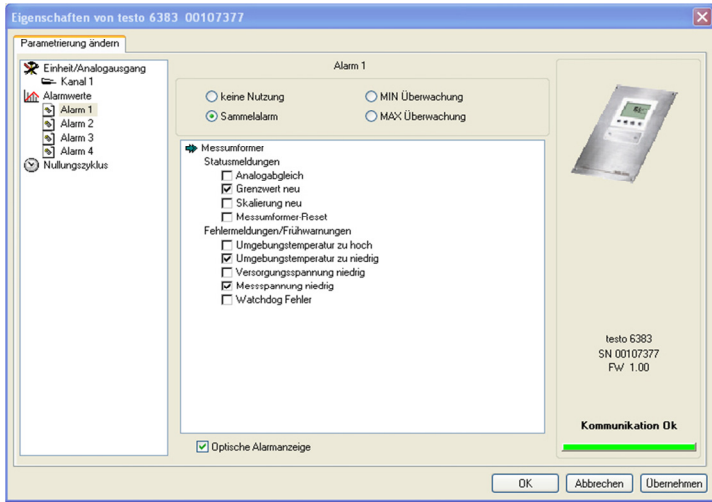 Eigenschaften von testo 6383 00107377
Parametrierung ändern
Einheit/Analogausgang
Kanal 1
Alarmwerte
Alarm 1
Alarm 2
Alarm 3
Alarm 4
Nullungszyklus
Alarm 1
keine Nutzung
MIN Überwachung
Sammelalarm
MAX Überwachung
Messumformer
Statusmeldungen
Analogabgleich
Grenzwert neu
Skalierung neu
Messumformer-Reset
Fehlermeldungen/Frühwarnungen
Umgebungstemperatur zu hoch
Umgebungstemperatur zu niedrig
Versorgungsspannung niedrig
Messspannung niedrig
Watchdog Fehler
Optische Alarmanzeige
testo 6383
SN 00107377
FW 1.00
Kommunikation Ok
OK
Abbrechen
Übernehmen